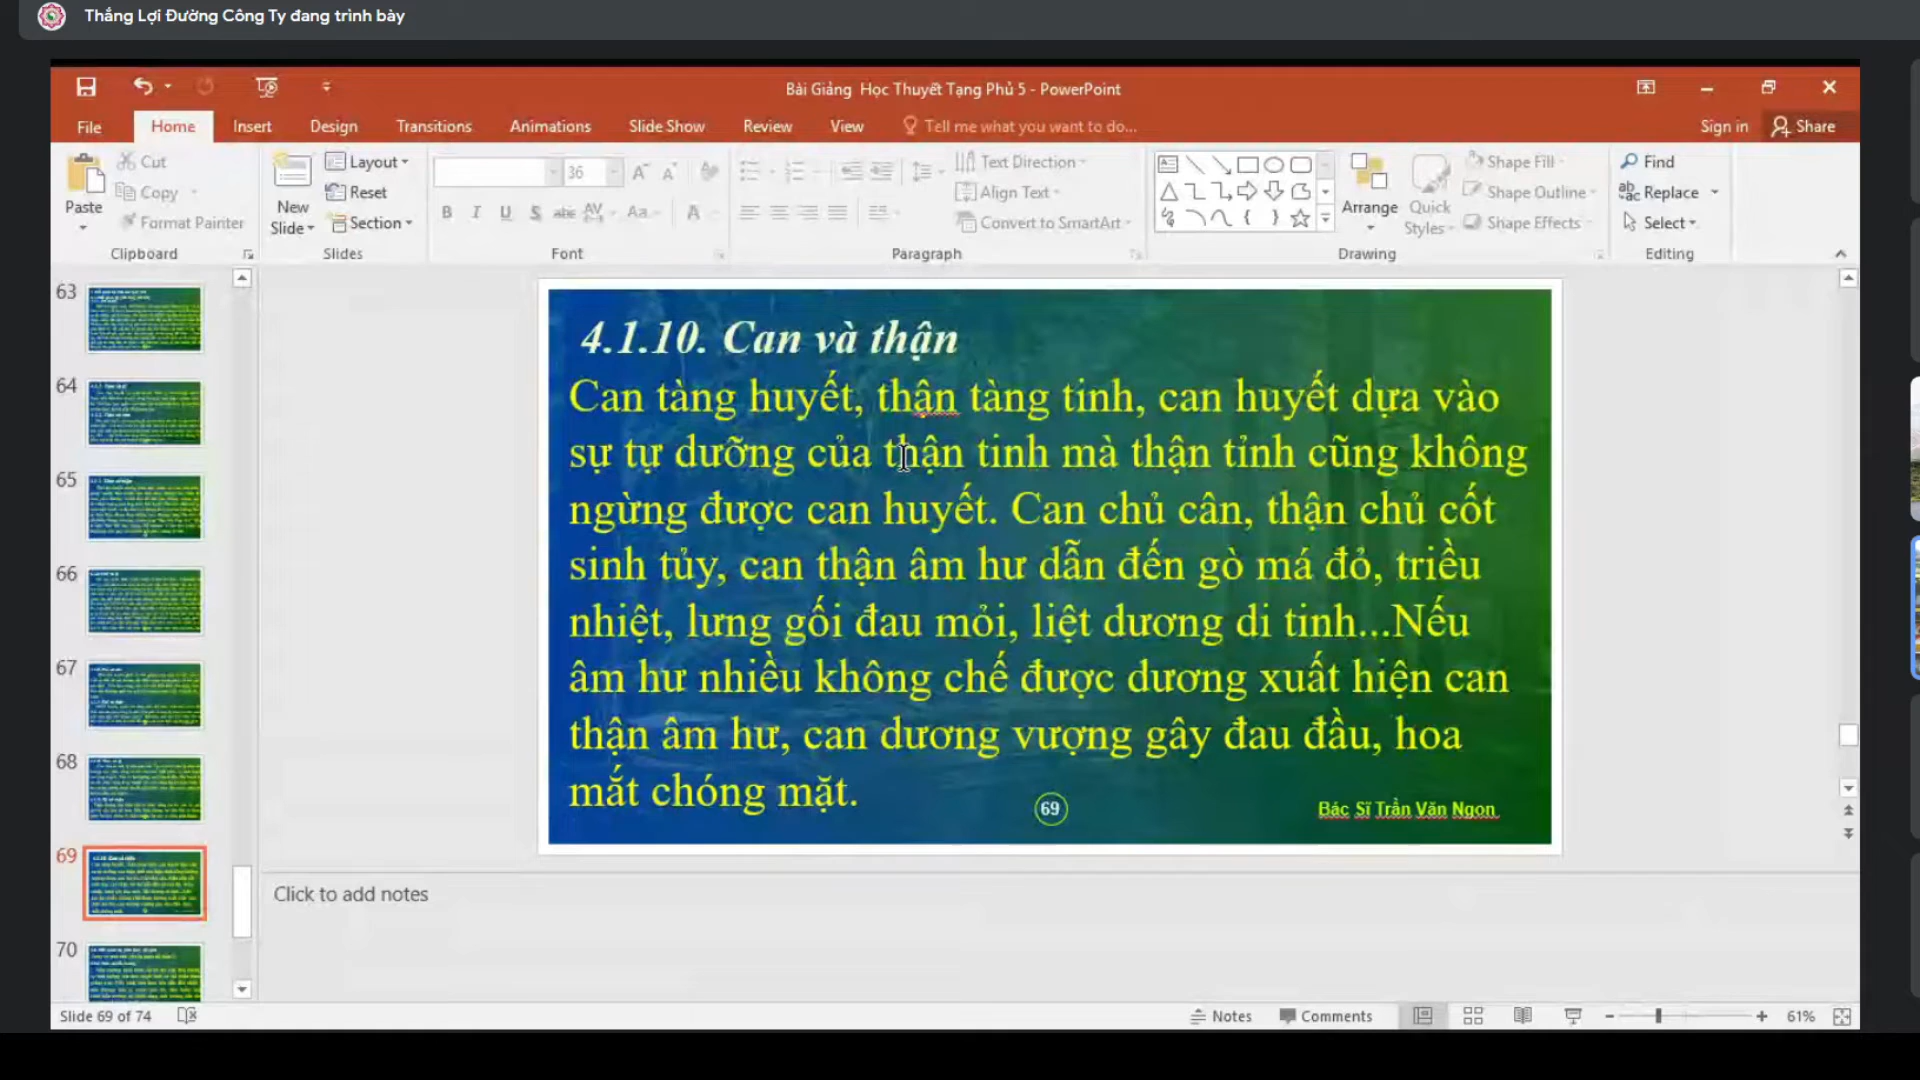 Thắng Lợi Đường Công Ty đang trình bày
Bài Giảng Học Thuyết Tạng Phủ 5 - PowerPoint
File Home Insert Design Transitions Animations Slide Show Review View Tell me what you want to do... Sign in Share
Paste Cut Copy Format Painter
Clipboard
New Slide Layout Reset Section
Slides
36
Font
Text Direction
Align Text
Convert to SmartArt
Paragraph
Arrange
Quick Styles
Shape Fill
Shape Outline
Shape Effects
Drawing
Find
Replace
Select
Editing
63
64
65
66
67
68
69
70
4.1.10. Can và thận
Can tàng huyết, thận tàng tinh, can huyết dựa vào
sự tự dưỡng của thận tinh mà thận tỉnh cũng không
ngừng được can huyết. Can chủ cân, thận chủ cốt
sinh tủy, can thận âm hư dẫn đến gò má đỏ, triều
nhiệt, lưng gối đau mỏi, liệt dương di tinh...Nếu
âm hư nhiều không chế được dương xuất hiện can
thận âm hư, can dương vượng gây đau đầu, hoa
mắt chóng mặt.
69
Bác Sĩ Trần Văn Ngon.
Click to add notes
Slide 69 of 74
Notes Comments 61%